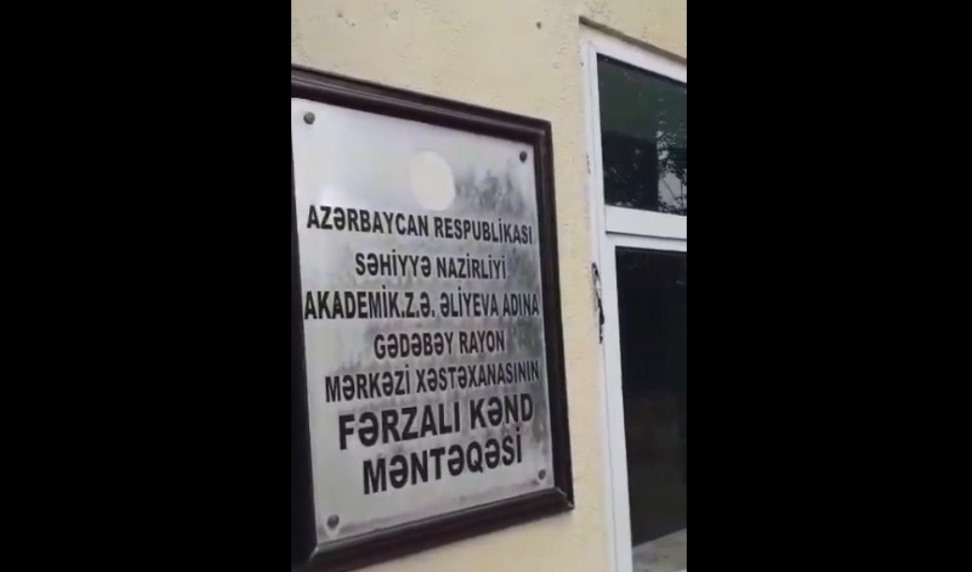 AZƏRBAYCAN RESPUBLİKASI
SƏHİYYƏ NAZİRLİYİ
AKADEMİK.Z.Ə. ƏLİYEVA ADINA
GƏDƏBƏY RAYON
MƏRKƏZİ XƏSTƏXANASININ
FƏRZALI KƏND
MƏNTƏQƏSİ